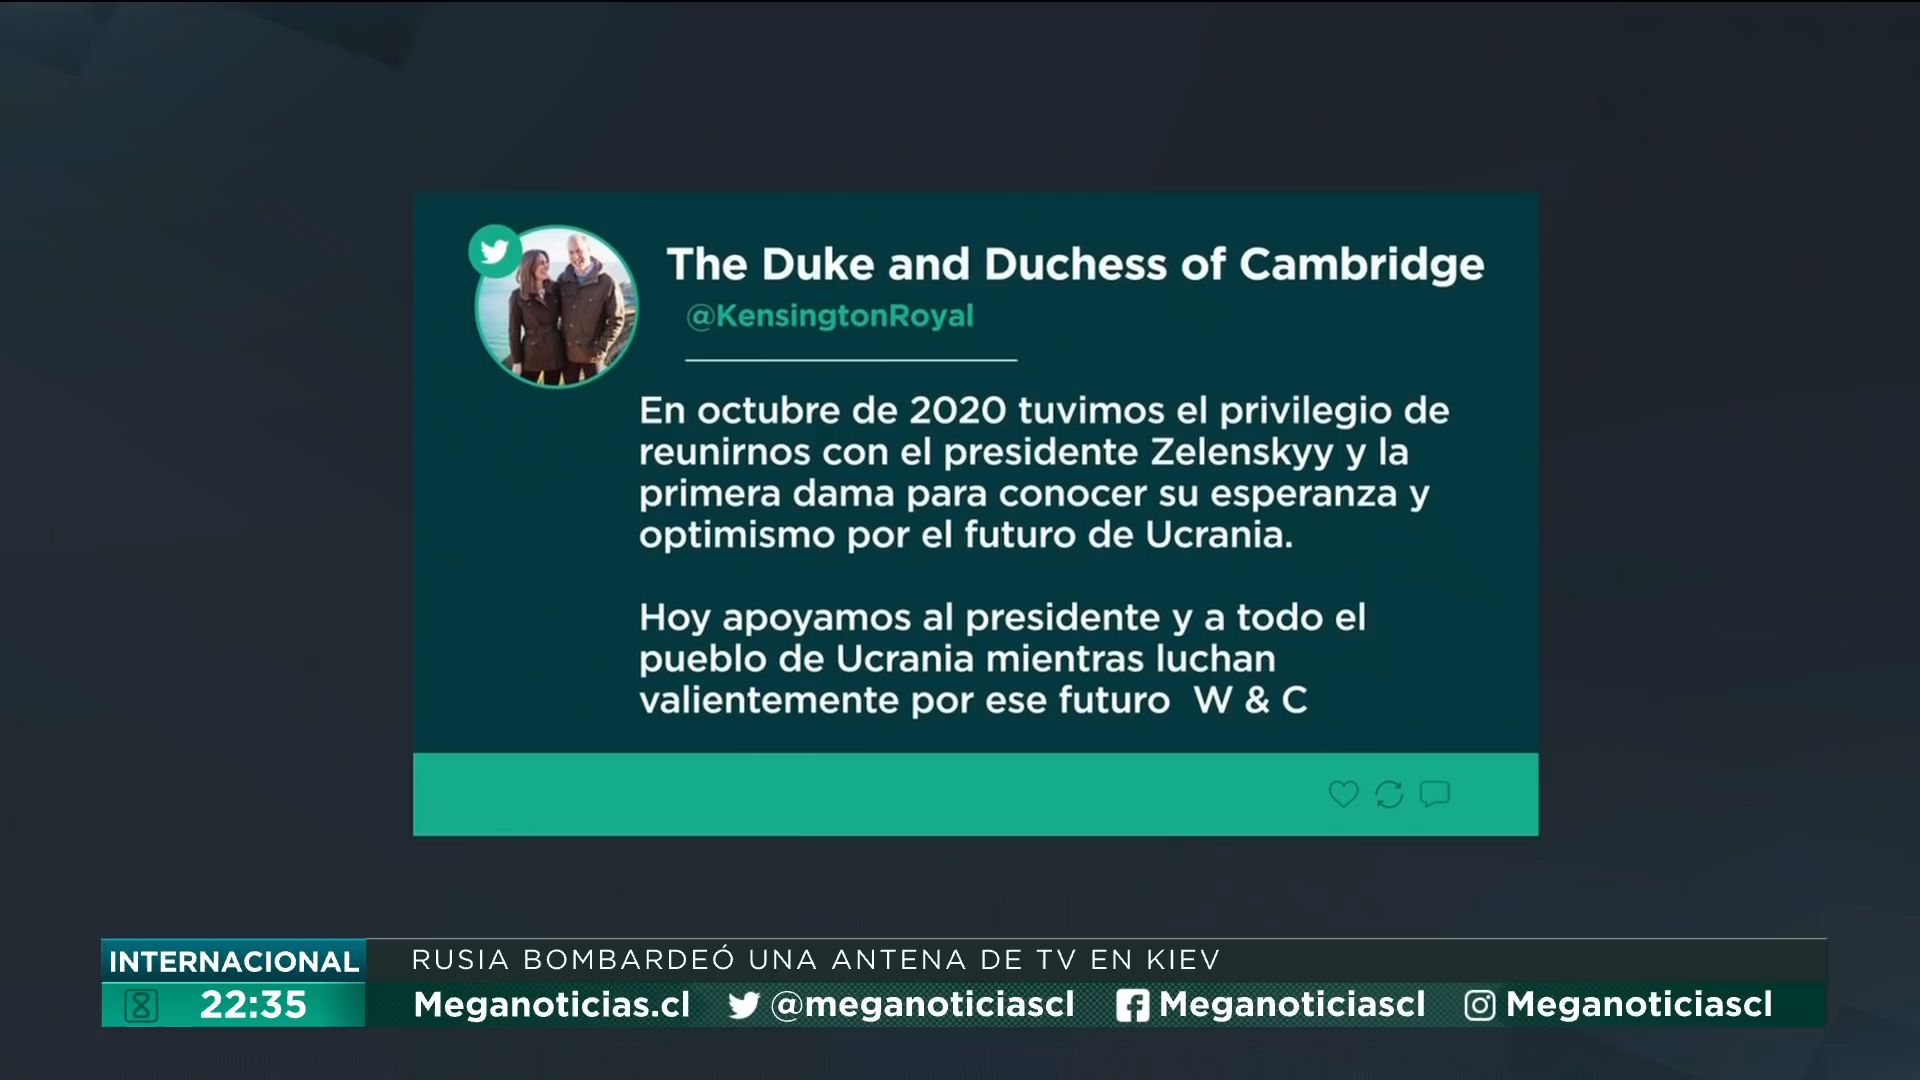 The Duke and Duchess of Cambridge
@KensingtonRoyal
En octubre de 2020 tuvimos el privilegio de
reunirnos con el presidente Zelenskyy y la
primera dama para conocer su esperanza y
optimismo por el futuro de Ucrania.
Hoy apoyamos al presidente y a todo el
pueblo de Ucrania mientras luchan
valientemente por ese futuro W & C
INTERNACIONAL RUSIA BOMBARDEÓ UNA ANTENA DE TV EN KIEV
22:35 Meganoticias.cl @meganoticiascl Meganoticiascl Meganoticiascl